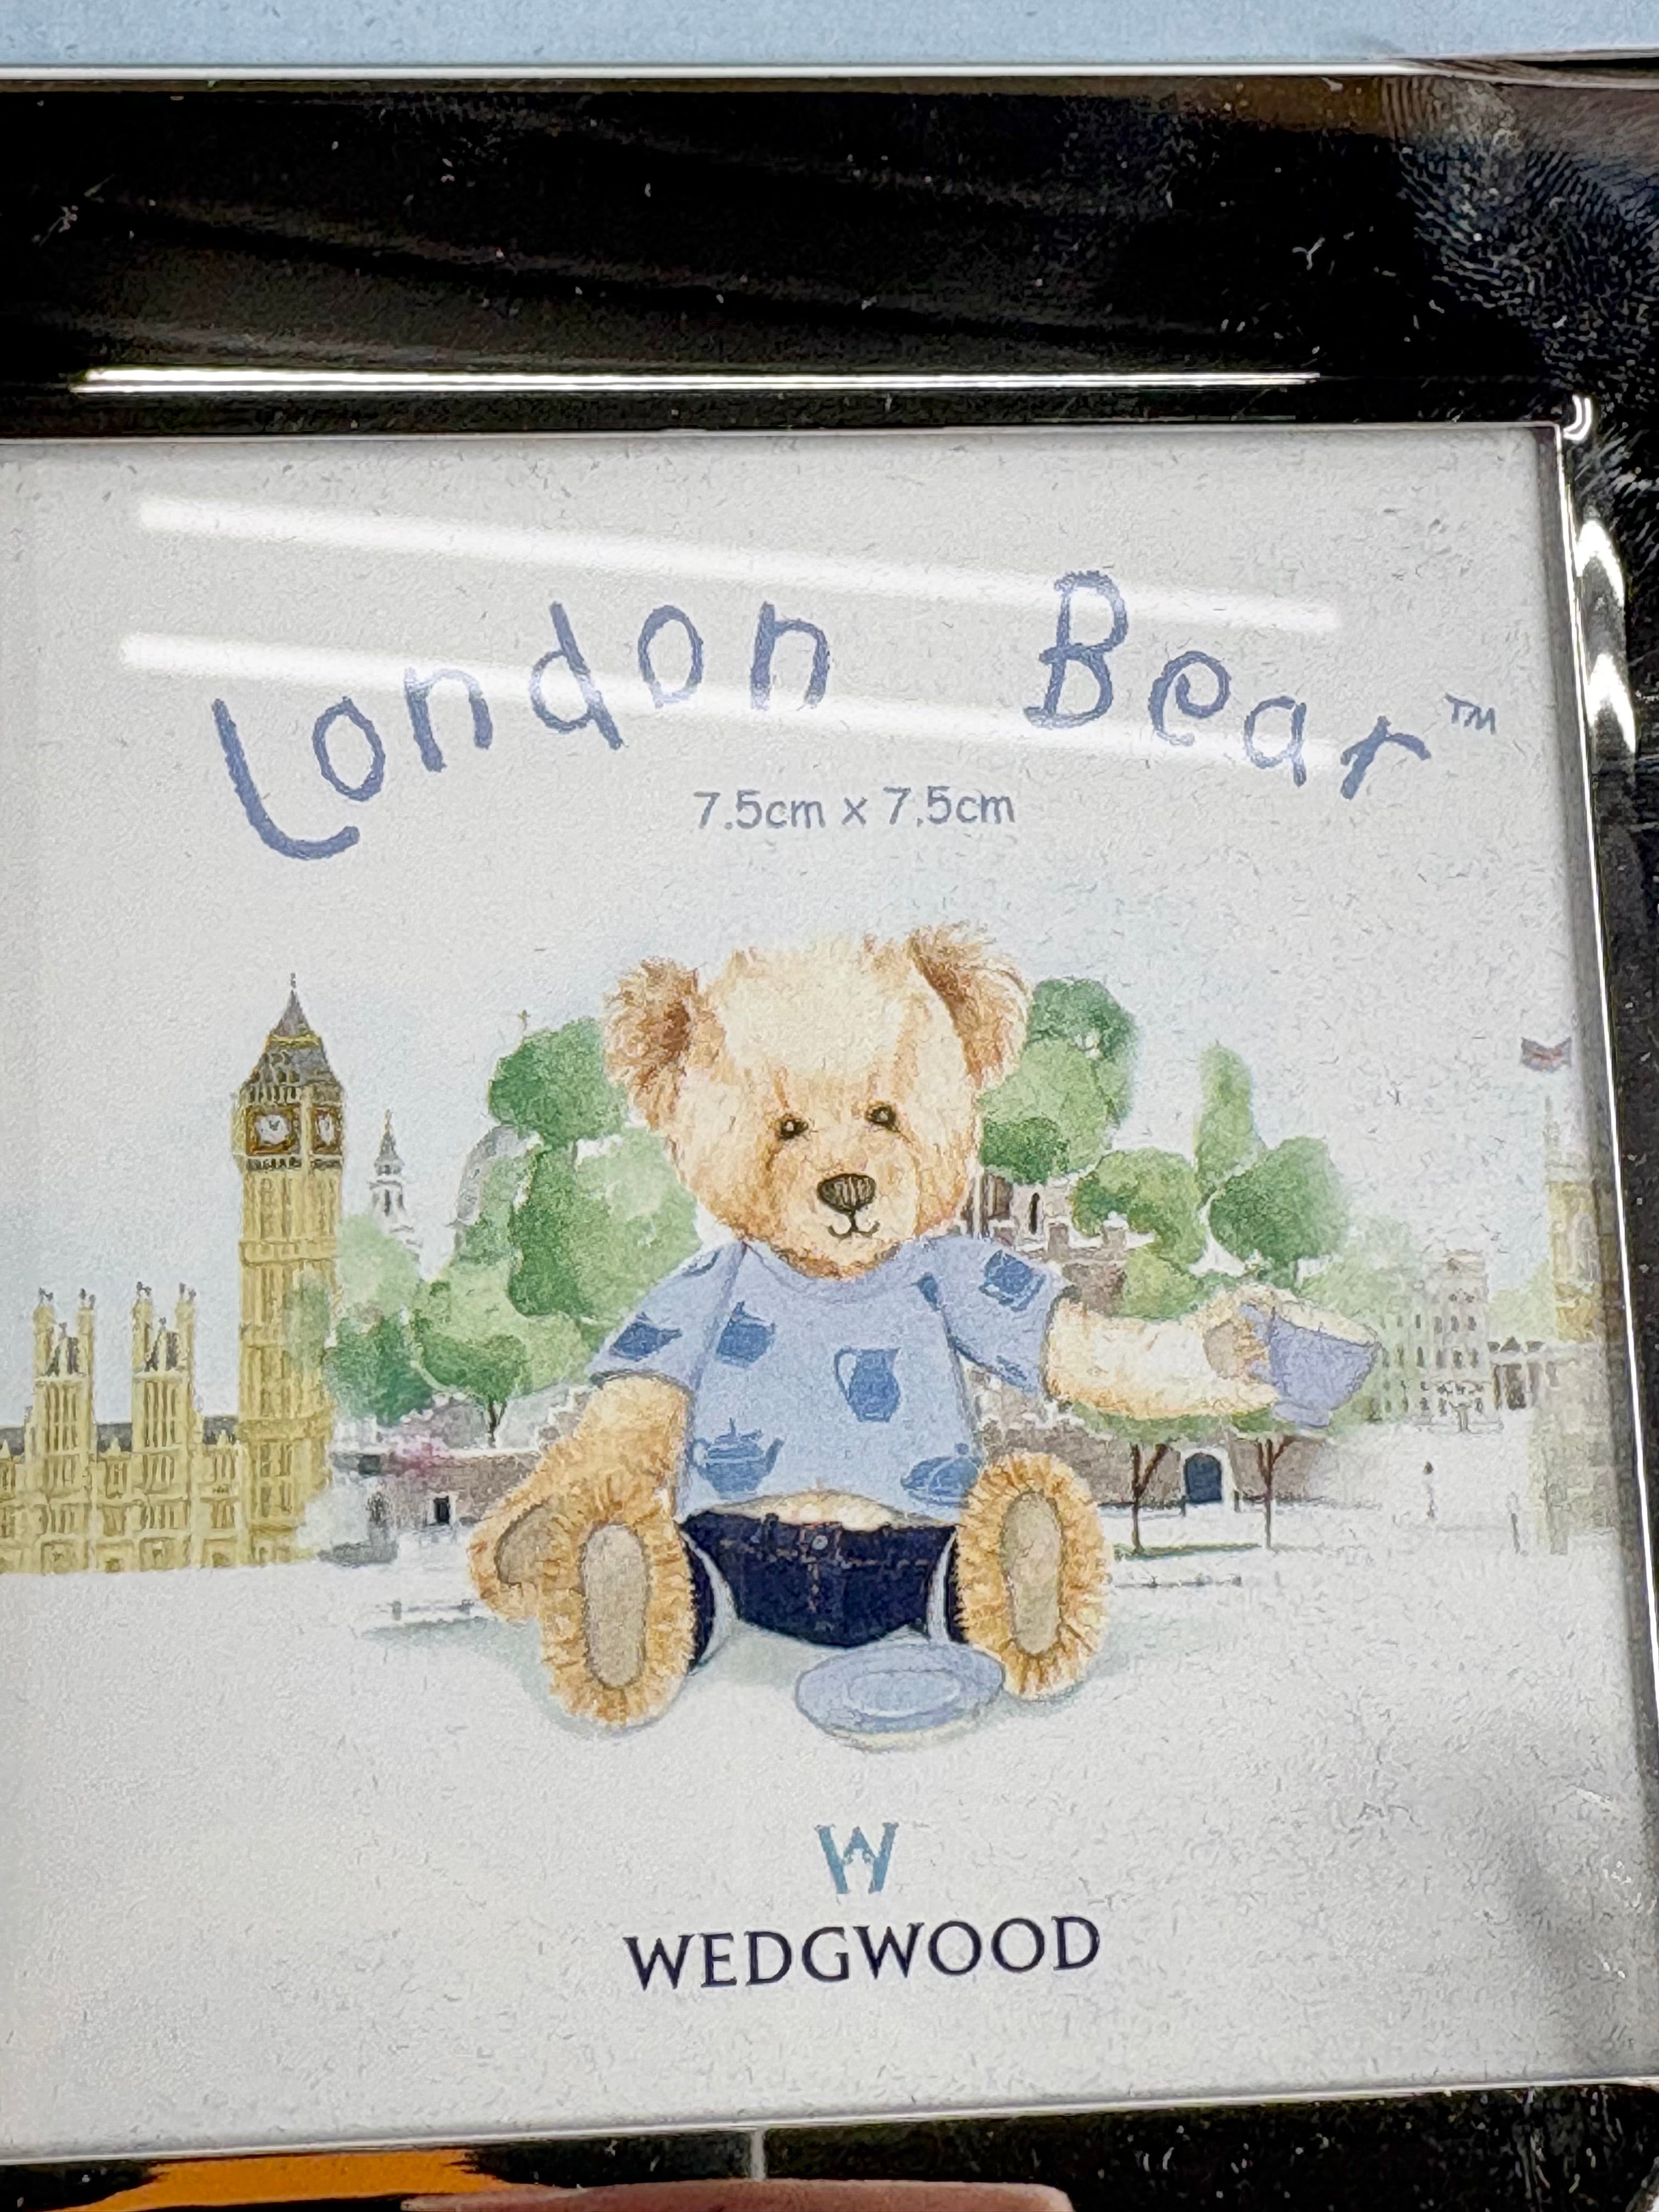 London Bear™
7.5cm x 7.5cm
W
WEDGWOOD